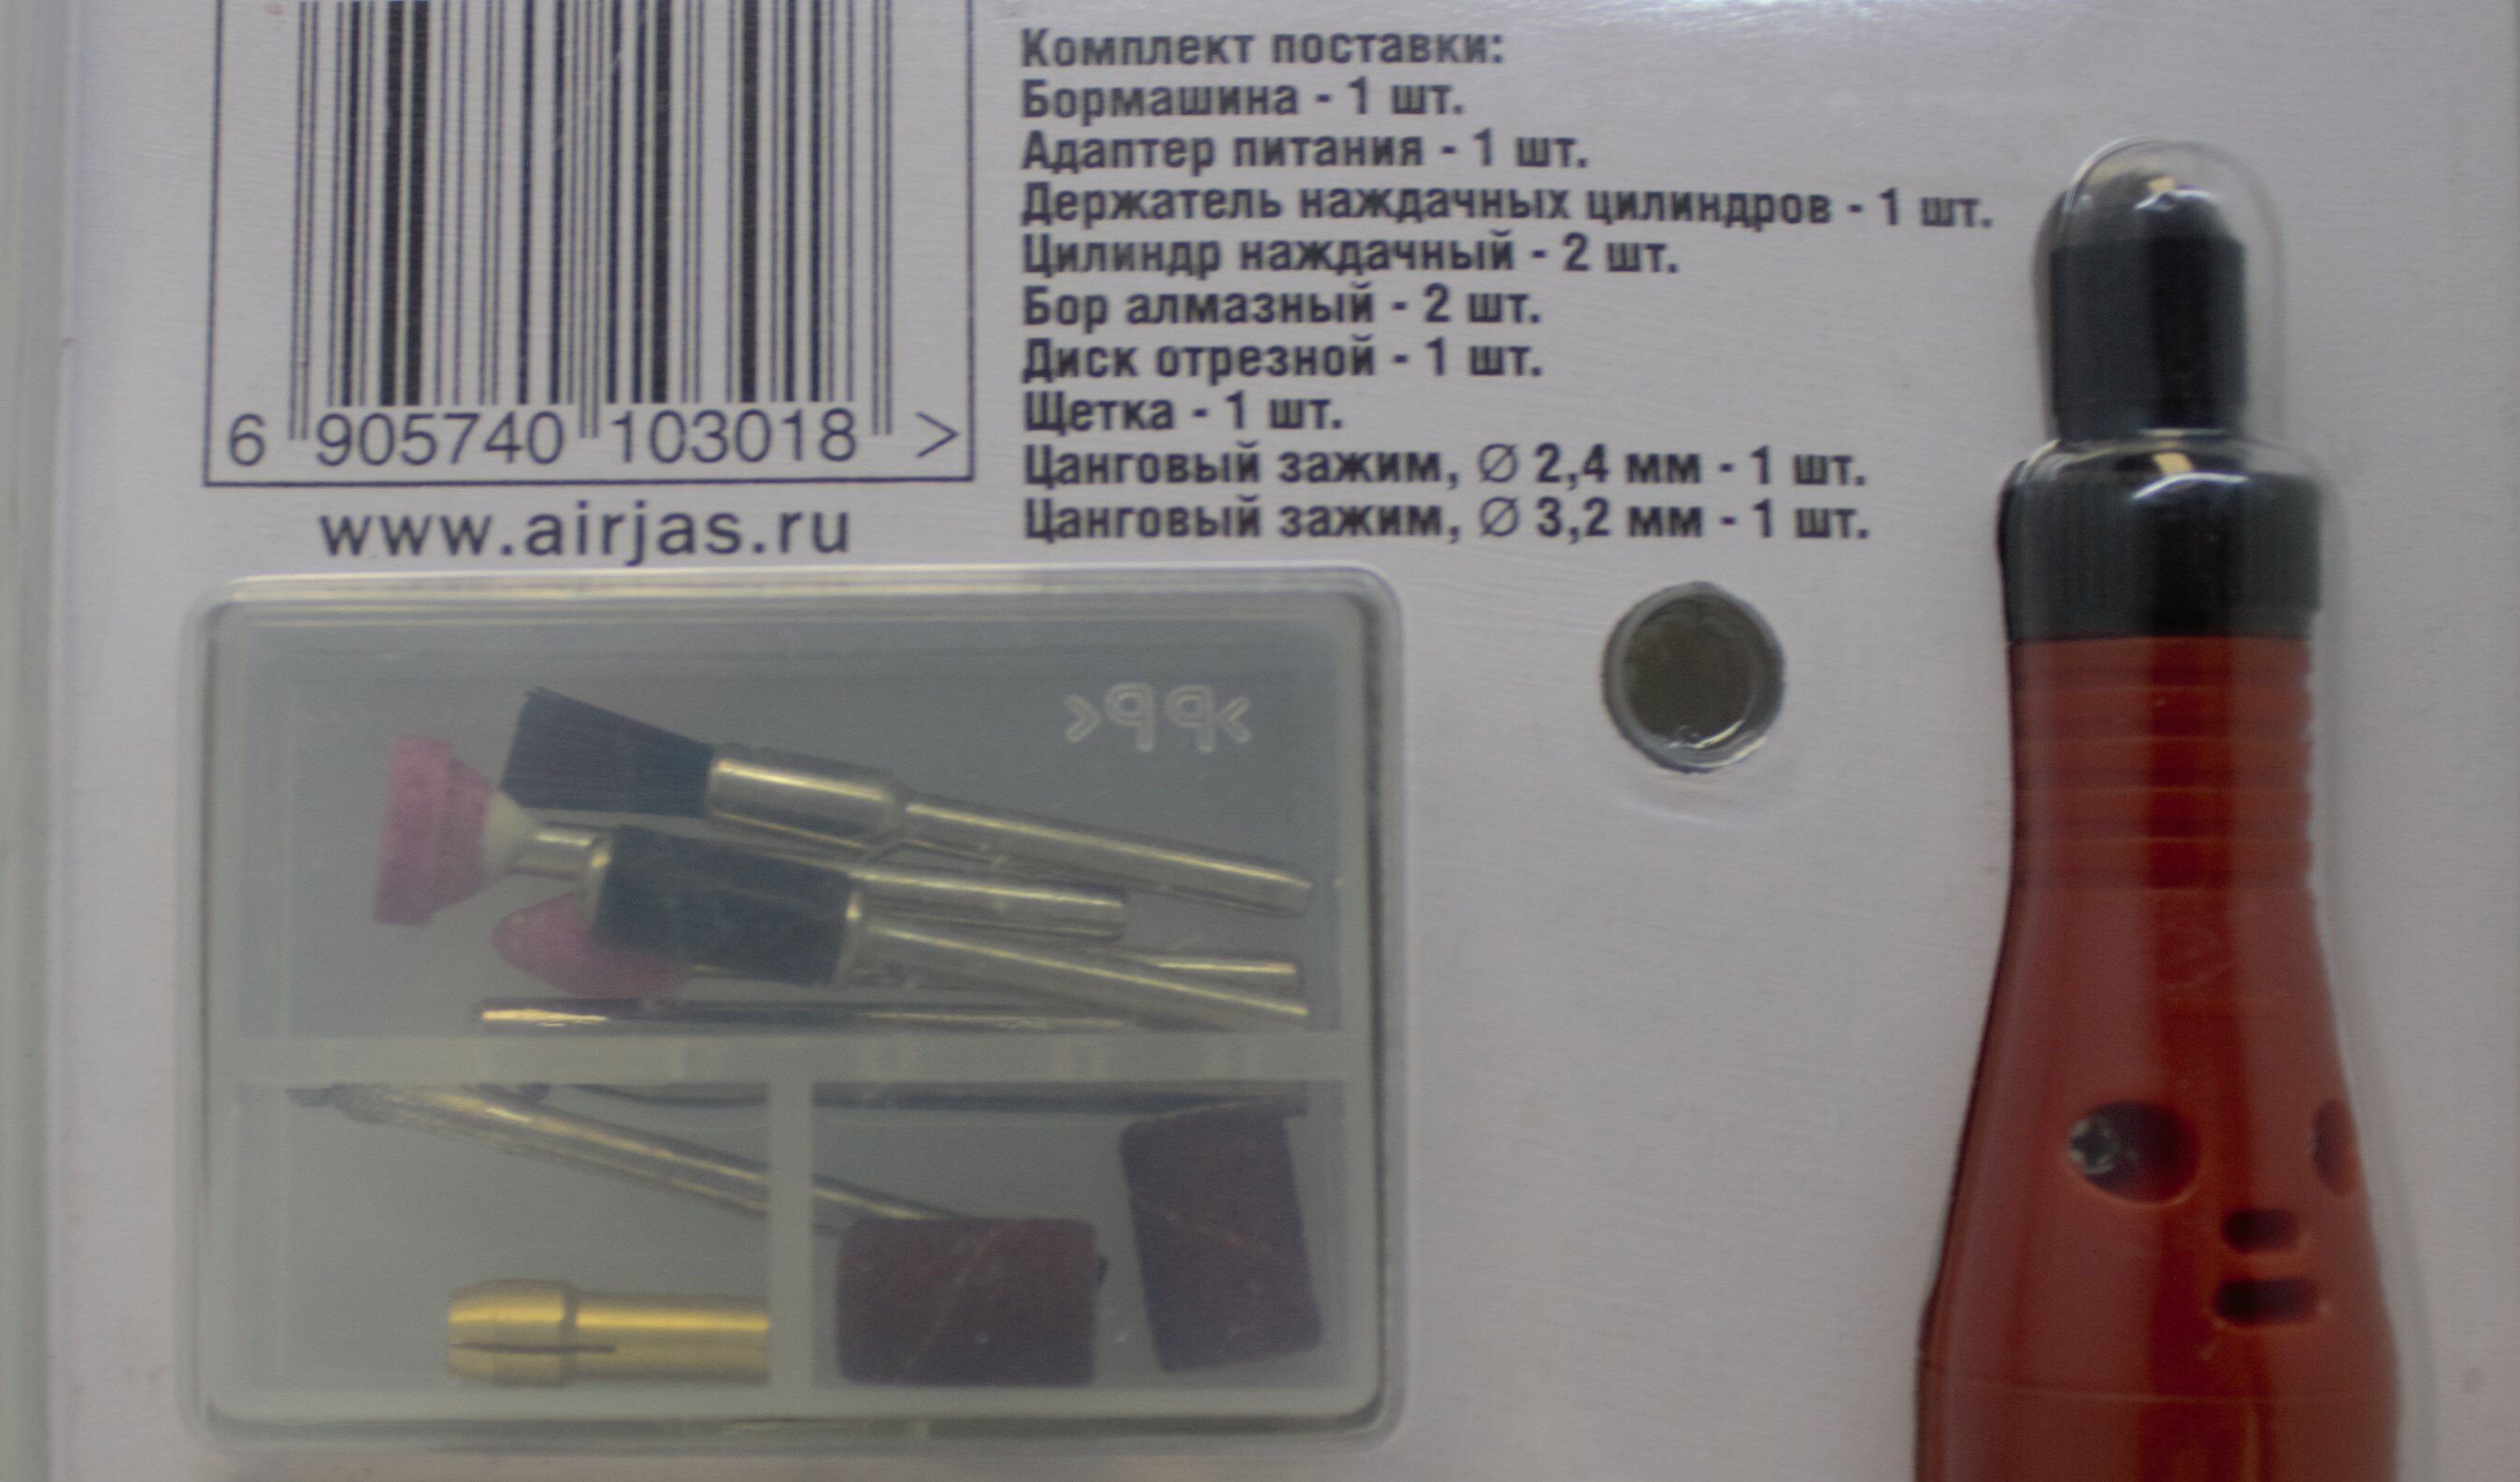 Комплект поставки:
Бормашина - 1 шт.
Адаптер питания - 1 шт.
Держатель наждачных цилиндров - 1 шт.
Цилиндр наждачный - 2 шт.
Бор алмазный - 2 шт.
Диск отрезной - 1 шт.
Щетка - 1 шт.
Цанговый зажим, Ø 2,4 мм - 1 шт.
Цанговый зажим, Ø 3,2 мм - 1 шт.
6 905740 103018 >
www.airjas.ru
>PP<